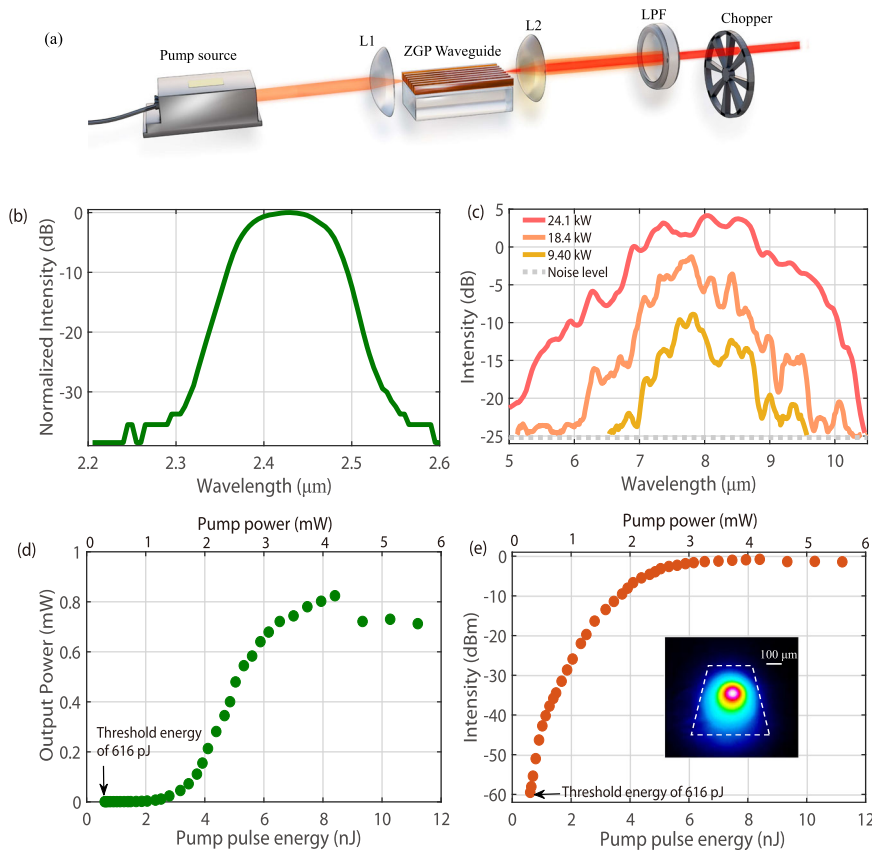 (a)
Pump source
L1
ZGP Waveguide
L2
LPF
Chopper
(b)
Normalized Intensity (dB)
0
-10
-20
-30
2.2 2.3 2.4 2.5 2.6
Wavelength (μm)
(c)
Intensity (dB)
5
0
-5
-10
-15
-20
-25
24.1 kW
18.4 kW
9.40 kW
Noise level
5 6 7 8 9 10
Wavelength (μm)
(d)
Pump power (mW)
0 1 2 3 4 5 6
Output Power (mW)
1
0.8
0.6
0.4
0.2
0
Threshold energy
of 616 pJ
0 2 4 6 8 10 12
Pump pulse energy (nJ)
(e)
Pump power (mW)
0 1 2 3 4 5 6
Intensity (dBm)
0
-10
-20
-30
-40
-50
-60
100 μm
Threshold energy of 616 pJ
0 2 4 6 8 10 12
Pump pulse energy (nJ)